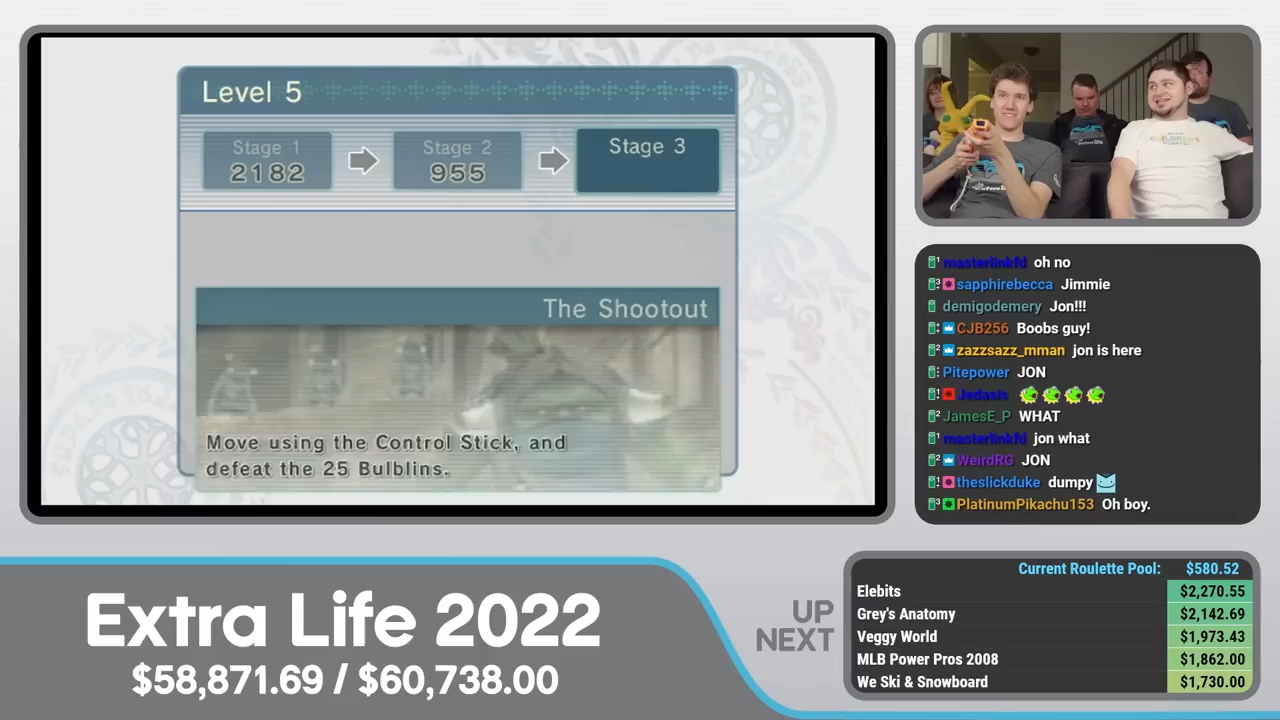 Level 5
Stage 1
2182
Stage 2
955
Stage 3
The Shootout
Move using the Control Stick, and
defeat the 25 Bulblins.
masterlinkfd oh no
sapphirebecca Jimmie
demigodemery Jon!!!
CJB256 Boobs guy!
zazzsazz_mman jon is here
Pitepower JON
Jedasis
JamesE_P WHAT
masterlinkfd jon what
WeirdRG JON
theslickduke dumpy
PlatinumPikachu153 Oh boy.
Extra Life 2022
$58,871.69 / $60,738.00
UP
NEXT
Current Roulette Pool: $580.52
Elebits $2,270.55
Grey's Anatomy $2,142.69
Veggy World $1,973.43
MLB Power Pros 2008 $1,862.00
We Ski & Snowboard $1,730.00